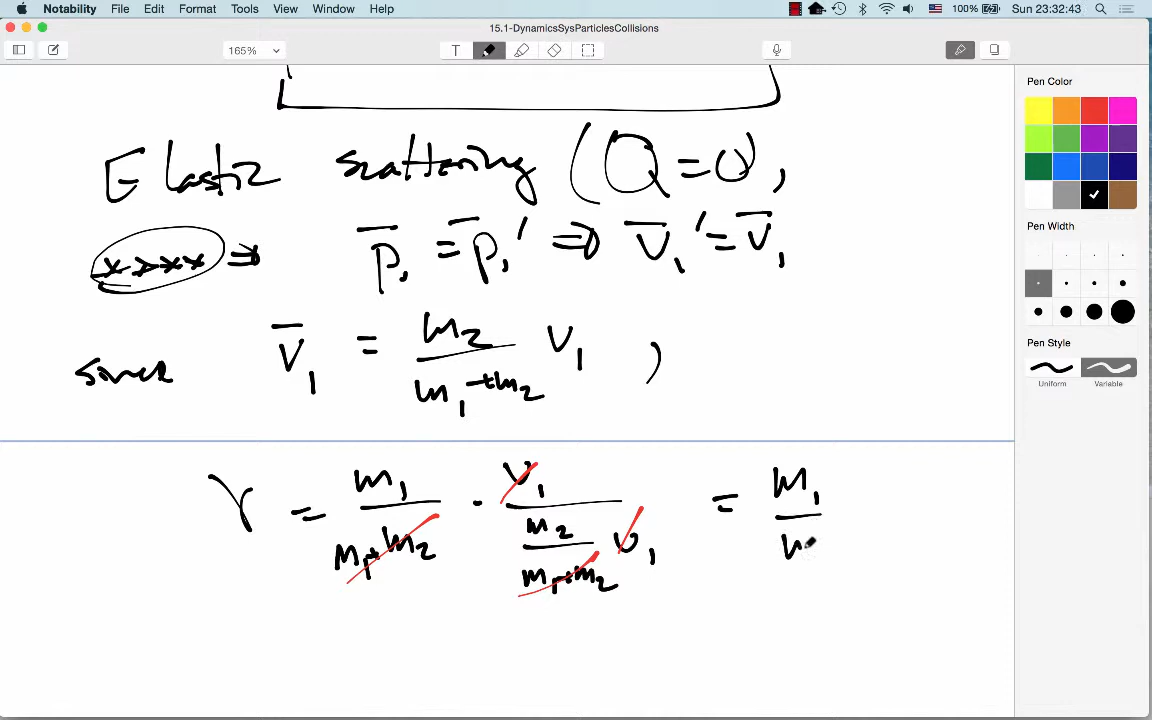 Notability File Edit Format Tools View Window Help 100% Sun 23:32:43
15.1-DynamicsSysParticlesCollisions
165%
T
Pen Color
Pen Width
Pen Style
Uniform Variable
Elastic scattering (Q = 0),
**** ⇒ p̅₁ = p̅₁' ⇒ v̅₁' = v̅₁
since v̅₁ = m₂/(m₁+m₂) v₁ )
γ = m₁/(m₁+m₂) · v₁/(m₂/(m₁+m₂) v₁) = m₁/m